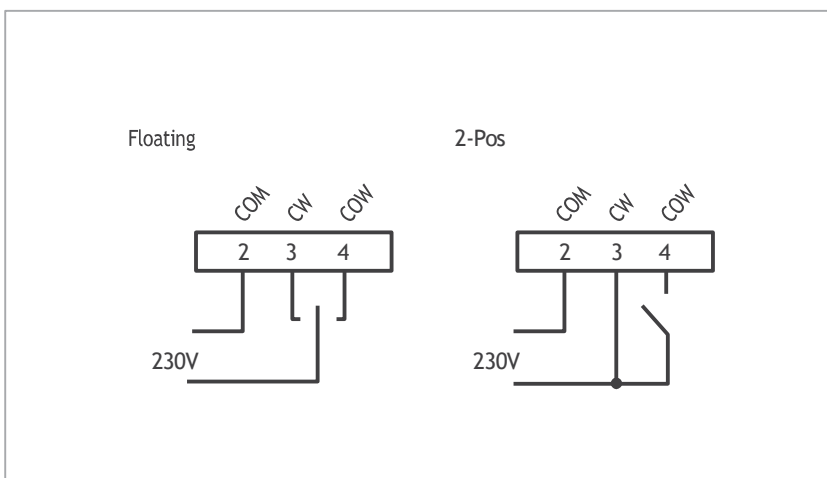 Floating 2-Pos
COM CW COW COM CW COW
2 3 4 2 3 4
230V 230V